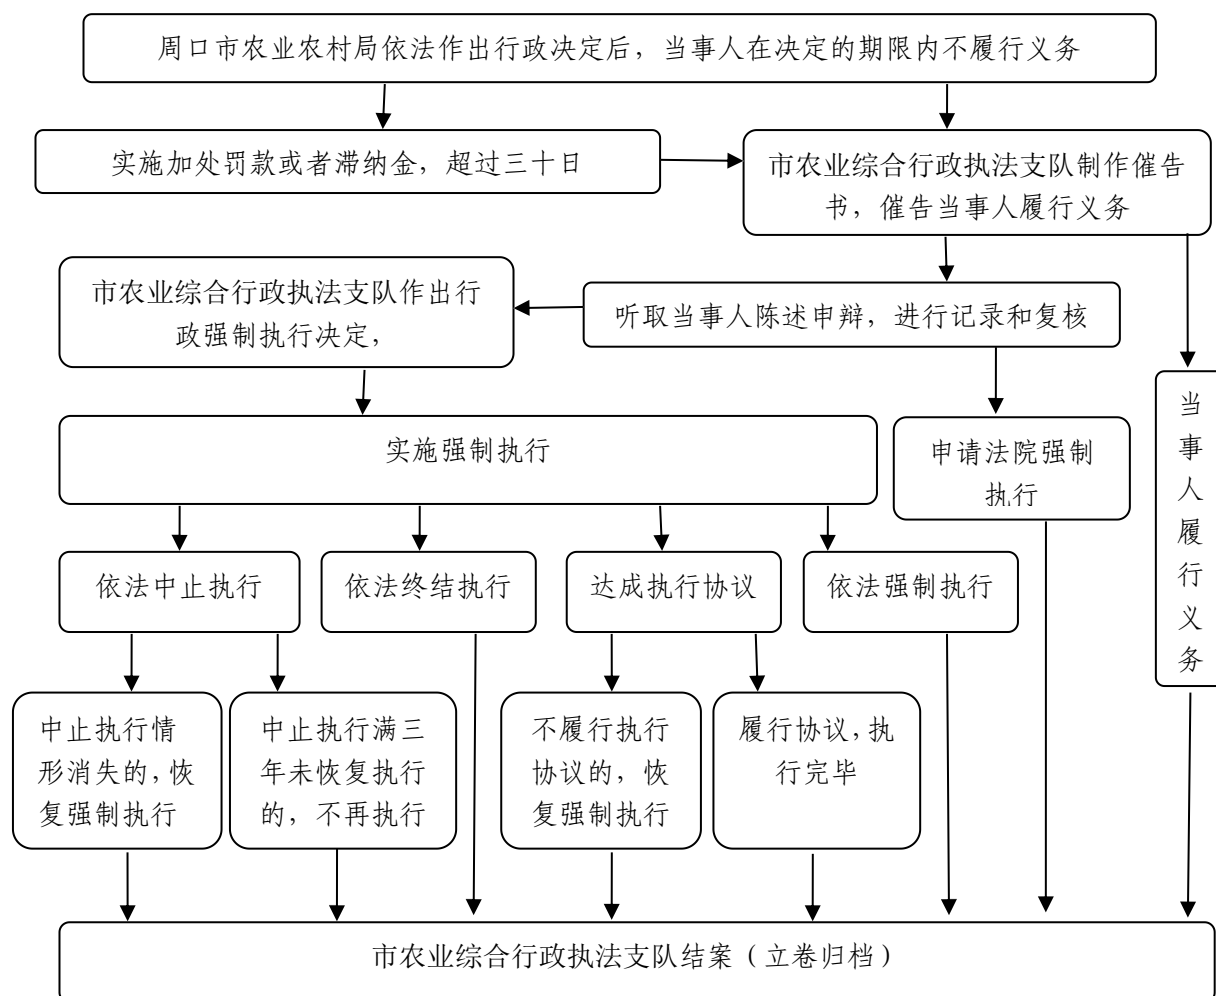 周口市农业农村局依法作出行政决定后，当事人在决定的期限内不履行义务
实施加处罚款或者滞纳金，超过三十日
市农业综合行政执法支队制作催告
书，催告当事人履行义务
市农业综合行政执法支队作出行
政强制执行决定，
听取当事人陈述申辩，进行记录和复核
实施强制执行
申请法院强制
执行
当
事
人
履
行
义
务
依法中止执行
依法终结执行
达成执行协议
依法强制执行
中止执行情
形消失的，恢
复强制执行
中止执行满三
年未恢复执行
的，不再执行
不履行执行
协议的，恢
复强制执行
履行协议，执
行完毕
市农业综合行政执法支队结案（立卷归档）